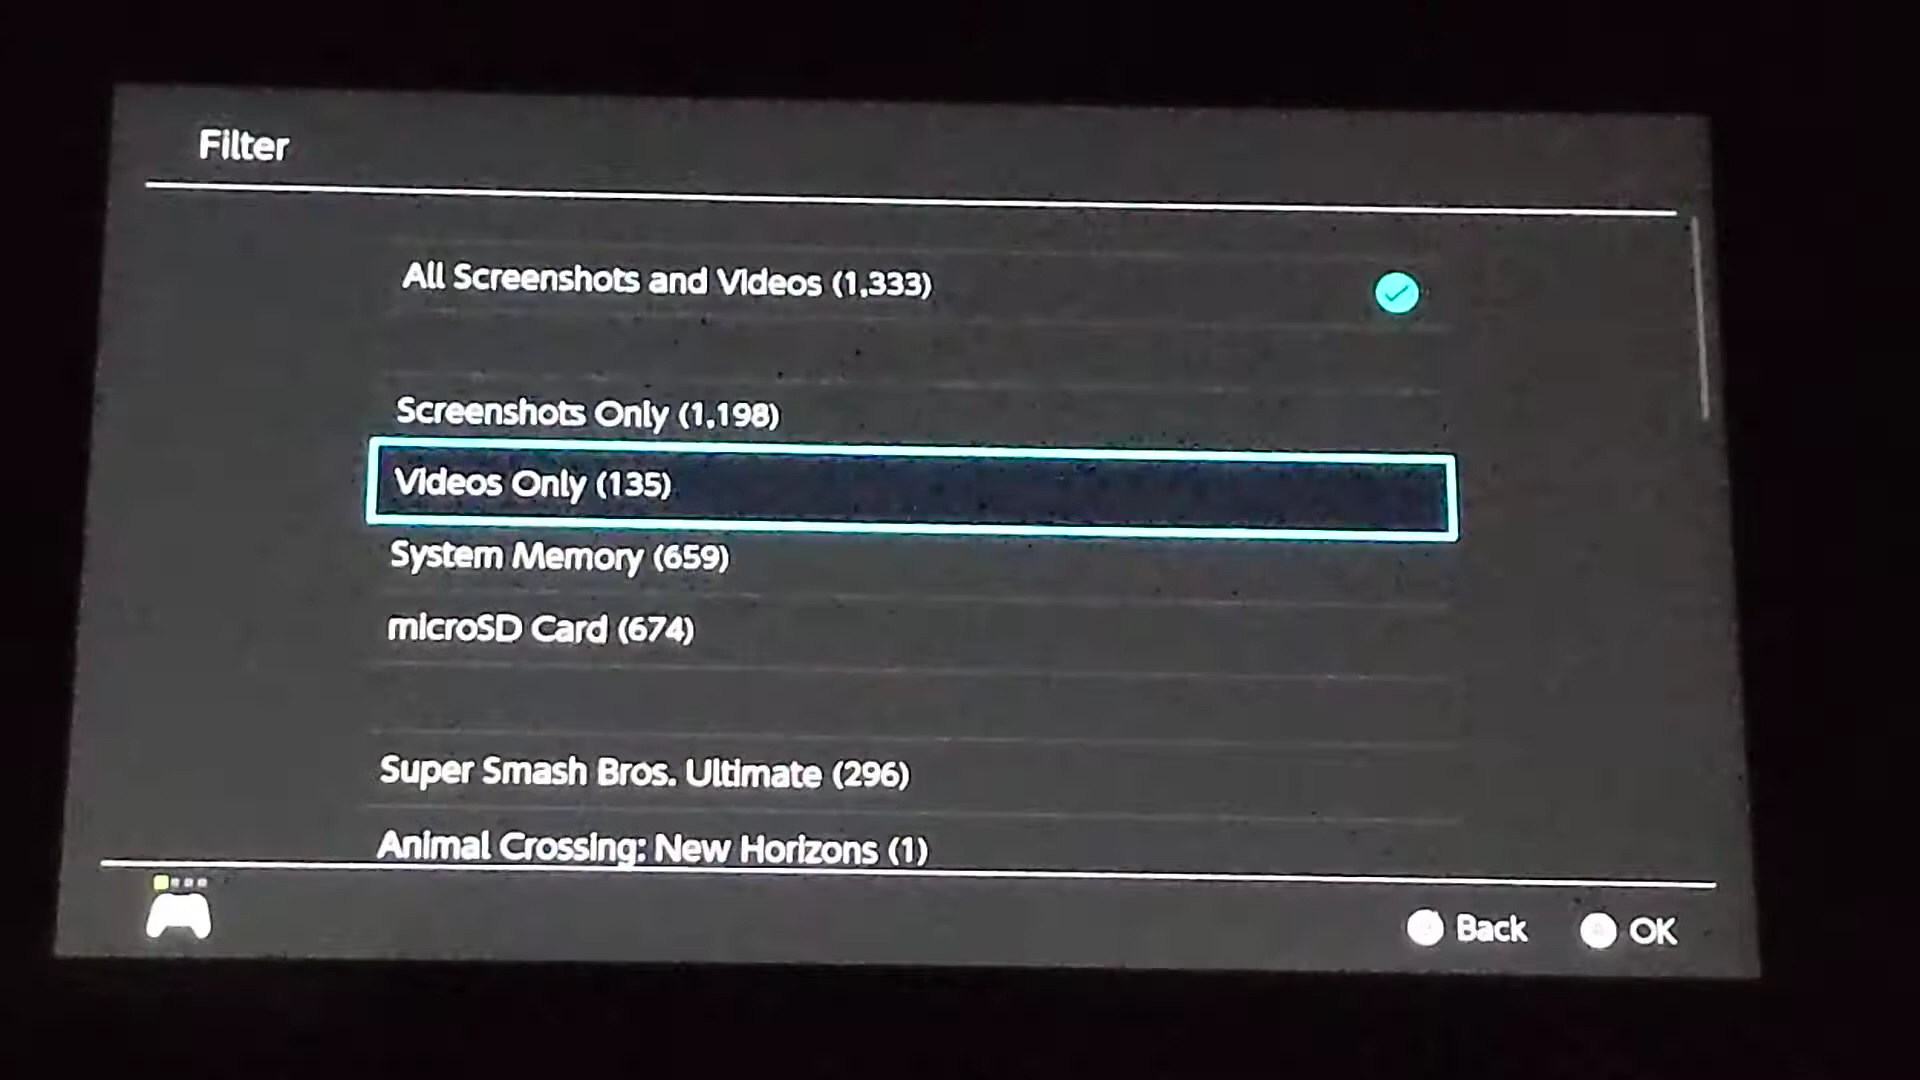 Filter
All Screenshots and Videos (1,333)
Screenshots Only (1,198)
Videos Only (135)
System Memory (659)
microSD Card (674)
Super Smash Bros. Ultimate (296)
Animal Crossing: New Horizons (1)
Back
OK